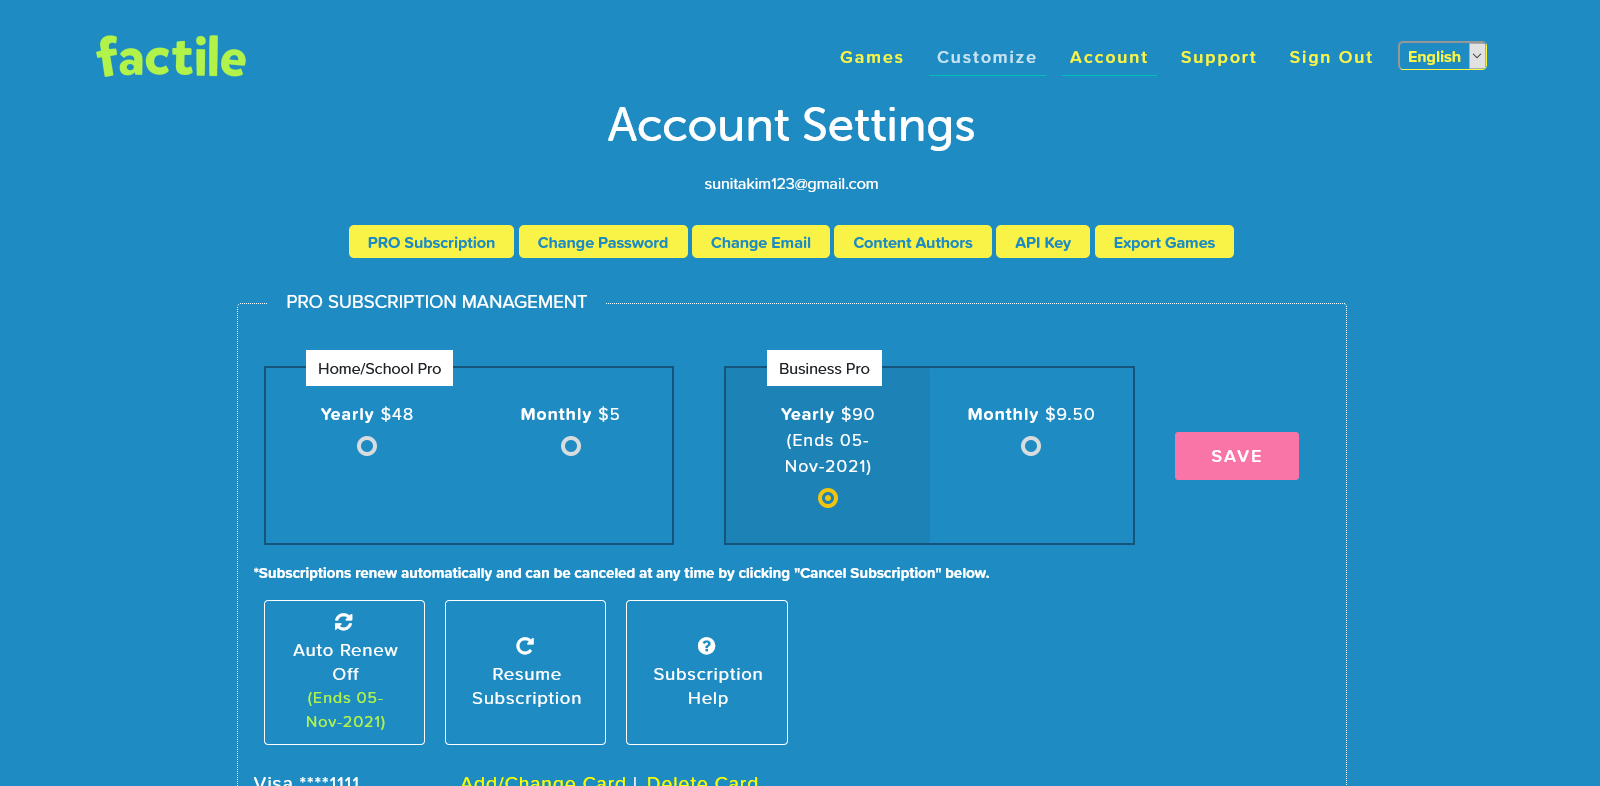 factile
Games Customize Account Support Sign Out English
Account Settings
sunitakim123@gmail.com
PRO Subscription Change Password Change Email Content Authors API Key Export Games
PRO SUBSCRIPTION MANAGEMENT
Home/School Pro
Yearly $48
Monthly $5
Business Pro
Yearly $90
(Ends 05-
Nov-2021)
Monthly $9.50
SAVE
*Subscriptions renew automatically and can be canceled at any time by clicking "Cancel Subscription" below.
Auto Renew
Off
(Ends 05-
Nov-2021)
Resume
Subscription
Subscription
Help
Visa ****1111 Add/Change Card | Delete Card